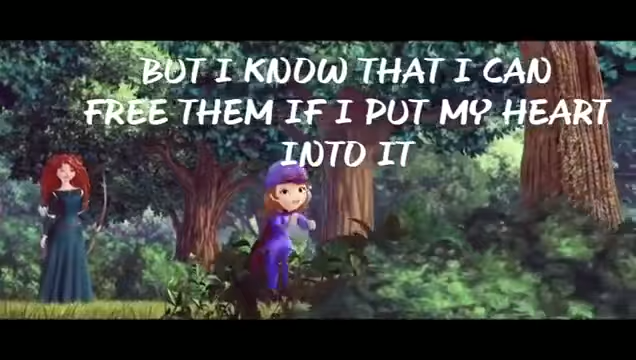 BUT I KNOW THAT I CAN
FREE THEM IF I PUT MY HEART
INTO IT